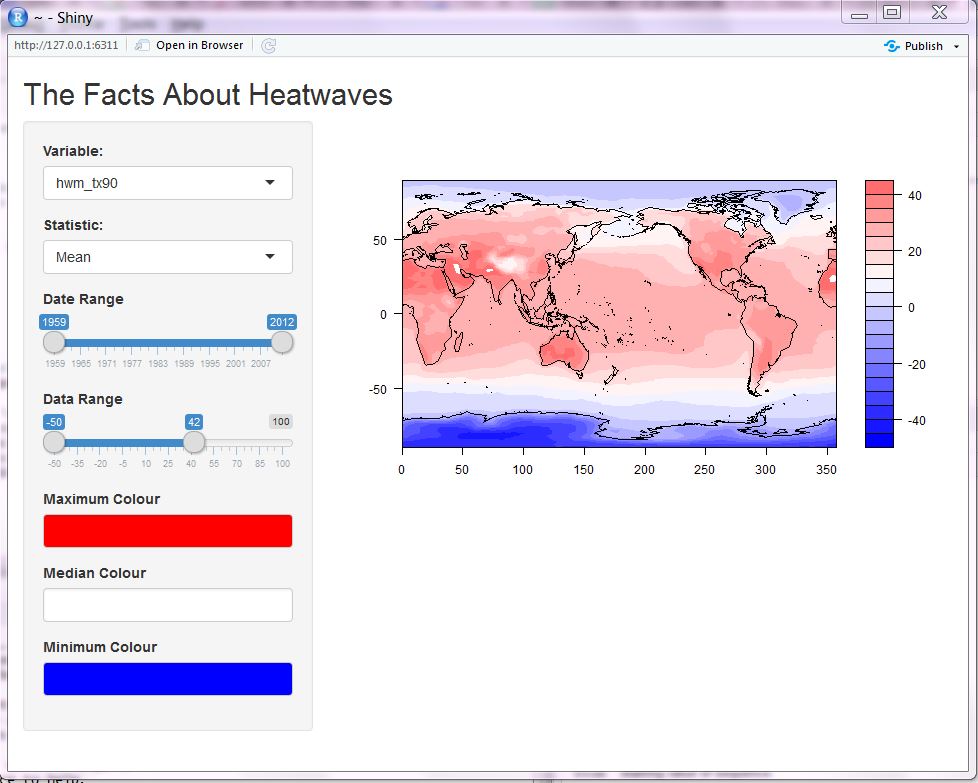 ~ - Shiny
http://127.0.0.1:6311 Open in Browser Publish
The Facts About Heatwaves
Variable:
hwm_tx90
Statistic:
Mean
Date Range
1959 2012
1959 1965 1971 1977 1983 1989 1995 2001 2007
Data Range
-50 42 100
-50 -35 -20 -5 10 25 40 55 70 85 100
Maximum Colour
Median Colour
Minimum Colour
50
0
-50
0 50 100 150 200 250 300 350
40
20
0
-20
-40